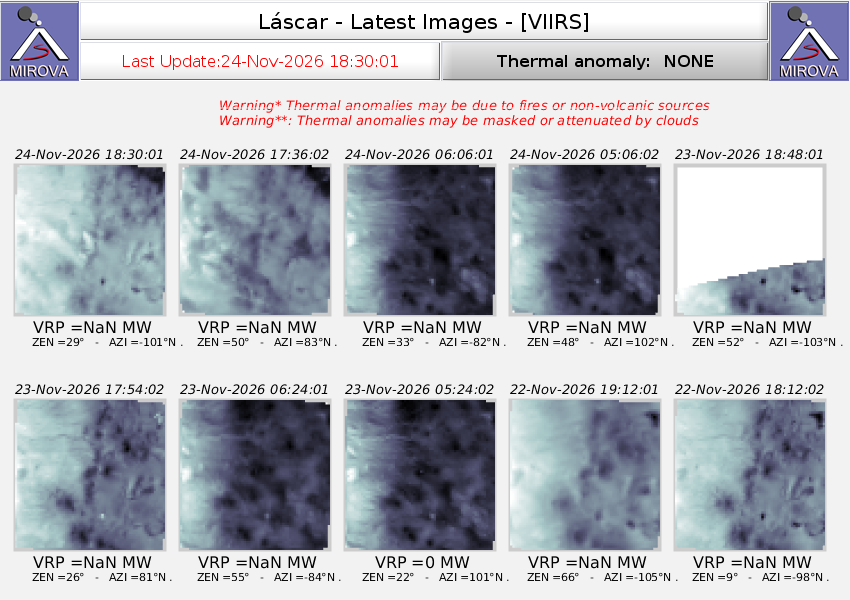 Láscar - Latest Images - [VIIRS]
MIROVA
Last Update:24-Nov-2026 18:30:01
Thermal anomaly: NONE
MIROVA
Warning* Thermal anomalies may be due to fires or non-volcanic sources
Warning**: Thermal anomalies may be masked or attenuated by clouds
24-Nov-2026 18:30:01
24-Nov-2026 17:36:02
24-Nov-2026 06:06:01
24-Nov-2026 05:06:02
23-Nov-2026 18:48:01
VRP =NaN MW
VRP =NaN MW
VRP =NaN MW
VRP =NaN MW
VRP =NaN MW
ZEN =29° - AZI =-101°N .
ZEN =50° - AZI =83°N .
ZEN =33° - AZI =-82°N .
ZEN =48° - AZI =102°N .
ZEN =52° - AZI =-103°N .
23-Nov-2026 17:54:02
23-Nov-2026 06:24:01
23-Nov-2026 05:24:02
22-Nov-2026 19:12:01
22-Nov-2026 18:12:02
VRP =NaN MW
VRP =NaN MW
VRP =0 MW
VRP =NaN MW
VRP =NaN MW
ZEN =26° - AZI =81°N .
ZEN =55° - AZI =-84°N .
ZEN =22° - AZI =101°N .
ZEN =66° - AZI =-105°N .
ZEN =9° - AZI =-98°N .